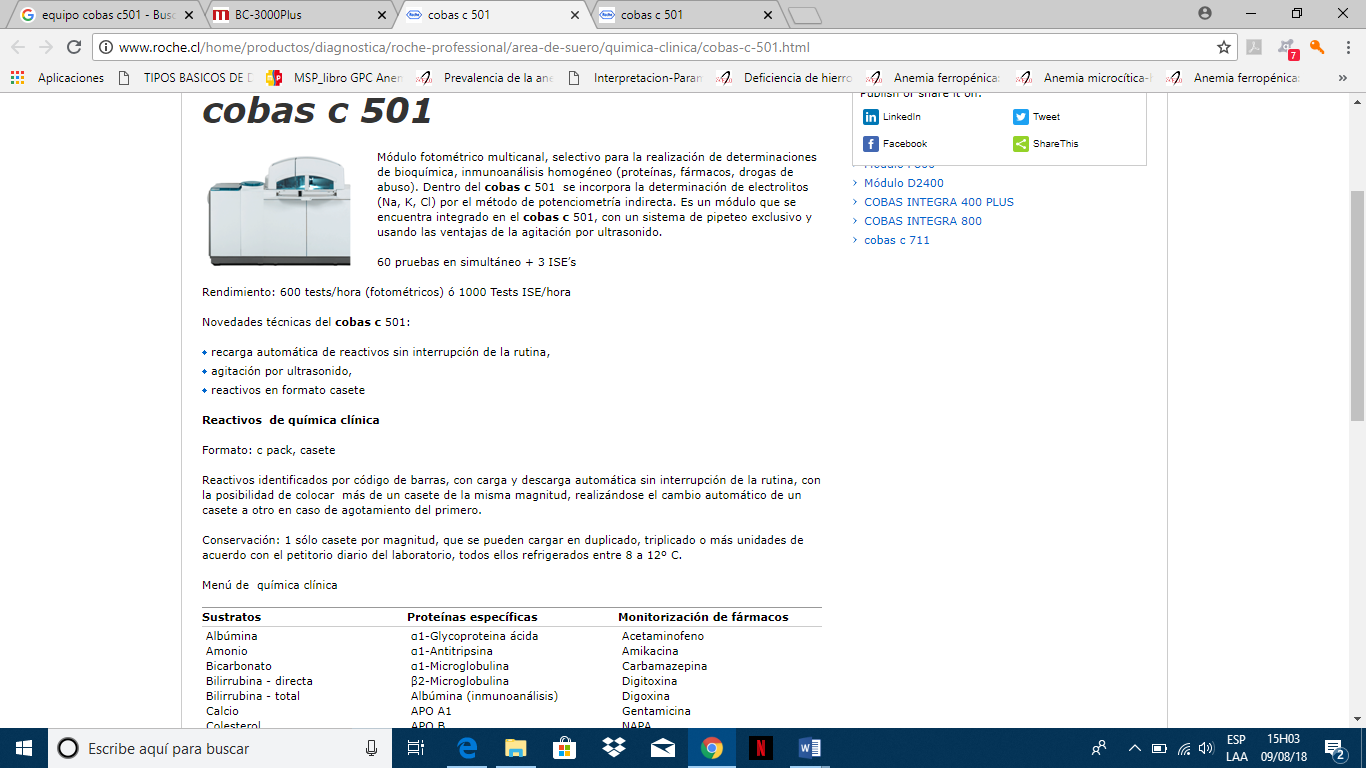 equipo cobas c501 - Busc
BC-3000Plus
cobas c 501
cobas c 501
www.roche.cl/home/productos/diagnostica/roche-professional/area-de-suero/quimica-clinica/cobas-c-501.html
7
Aplicaciones
TIPOS BASICOS DE D
MSP_libro GPC Anem
Prevalencia de la ane
Interpretacion-Param
Deficiencia de hierro
Anemia ferropénica:
Anemia microcítica-h
Anemia ferropénica:
»
cobas c 501
Publish or share it on:
LinkedIn
Tweet
Facebook
ShareThis
Módulo D2400
COBAS INTEGRA 400 PLUS
COBAS INTEGRA 800
cobas c 711
Módulo fotométrico multicanal, selectivo para la realización de determinaciones
de bioquímica, inmunoanálisis homogéneo (proteínas, fármacos, drogas de
abuso). Dentro del cobas c 501 se incorpora la determinación de electrolitos
(Na, K, Cl) por el método de potenciometría indirecta. Es un módulo que se
encuentra integrado en el cobas c 501, con un sistema de pipeteo exclusivo y
usando las ventajas de la agitación por ultrasonido.
60 pruebas en simultáneo + 3 ISE’s
Rendimiento: 600 tests/hora (fotométricos) ó 1000 Tests ISE/hora
Novedades técnicas del cobas c 501:
recarga automática de reactivos sin interrupción de la rutina,
agitación por ultrasonido,
reactivos en formato casete
Reactivos de química clínica
Formato: c pack, casete
Reactivos identificados por código de barras, con carga y descarga automática sin interrupción de la rutina, con
la posibilidad de colocar más de un casete de la misma magnitud, realizándose el cambio automático de un
casete a otro en caso de agotamiento del primero.
Conservación: 1 sólo casete por magnitud, que se pueden cargar en duplicado, triplicado o más unidades de
acuerdo con el petitorio diario del laboratorio, todos ellos refrigerados entre 8 a 12º C.
Menú de química clínica
Sustratos Proteínas específicas Monitorización de fármacos
Albúmina α1-Glycoproteina ácida Acetaminofeno
Amonio α1-Antitripsina Amikacina
Bicarbonato α1-Microglobulina Carbamazepina
Bilirrubina - directa β2-Microglobulina Digitoxina
Bilirrubina - total Albúmina (inmunoanálisis) Digoxina
Calcio APO A1 Gentamicina
Colesterol APO B NAPA
Escribe aquí para buscar
ESP
LAA
15H03
09/08/18
2